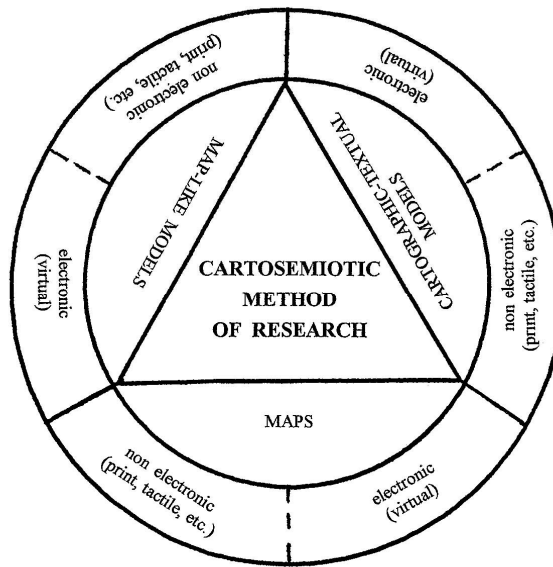 non electronic
(print, tactile, etc.)
electronic
(virtual)
MAP-LIKE MODELS
CARTOGRAPHIC-TEXTUAL
MODELS
electronic
(virtual)
CARTOSEMIOTIC
METHOD
OF RESEARCH
non electronic
(print, tactile, etc.)
MAPS
non electronic
(print, tactile, etc.)
electronic
(virtual)